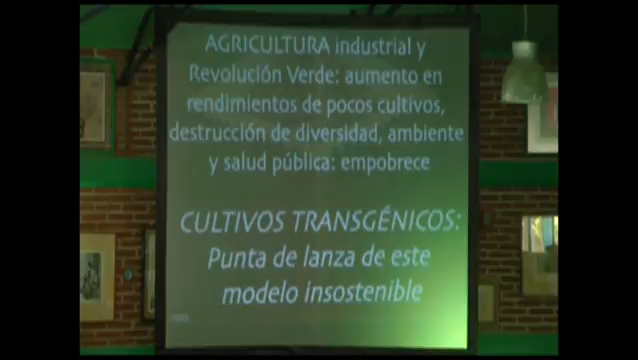 AGRICULTURA industrial y
Revolución Verde: aumento en
rendimientos de pocos cultivos,
destrucción de diversidad, ambiente
y salud pública: empobrece
CULTIVOS TRANSGÉNICOS:
Punta de lanza de este
modelo insostenible